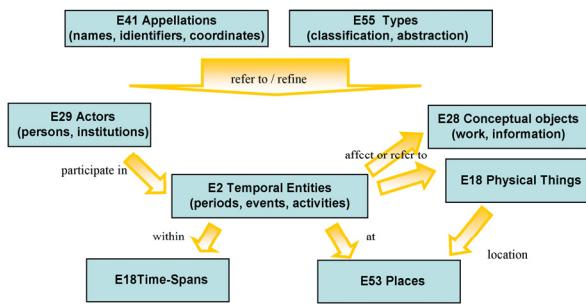 E41 Appellations
(names, idientifiers, coordinates)
E55  Types
(classification, abstraction)
refer to / refine
E29 Actors
(persons, institutions)
E28 Conceptual objects
(work, information)
affect or refer to
participate in
E18 Physical Things
E2 Temporal Entities
(periods, events, activities)
within
at
location
E18Time-Spans
E53 Places